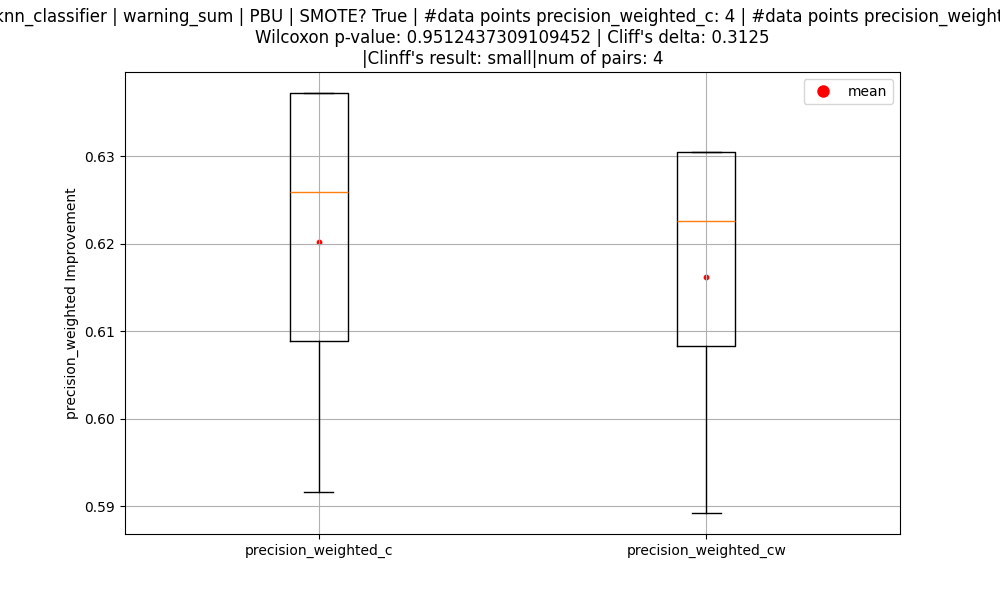 knn_classifier | warning_sum | PBU | SMOTE? True | #data points precision_weighted_c: 4 | #data points
Wilcoxon p-value: 0.9512437309109452 | Cliff's delta: 0.3125
|Clinff's result: small|num of pairs: 4
mean
0.63
0.62
0.61
0.60
0.59
precision_weighted Improvement
precision_weighted_c
precision_weighted_cw